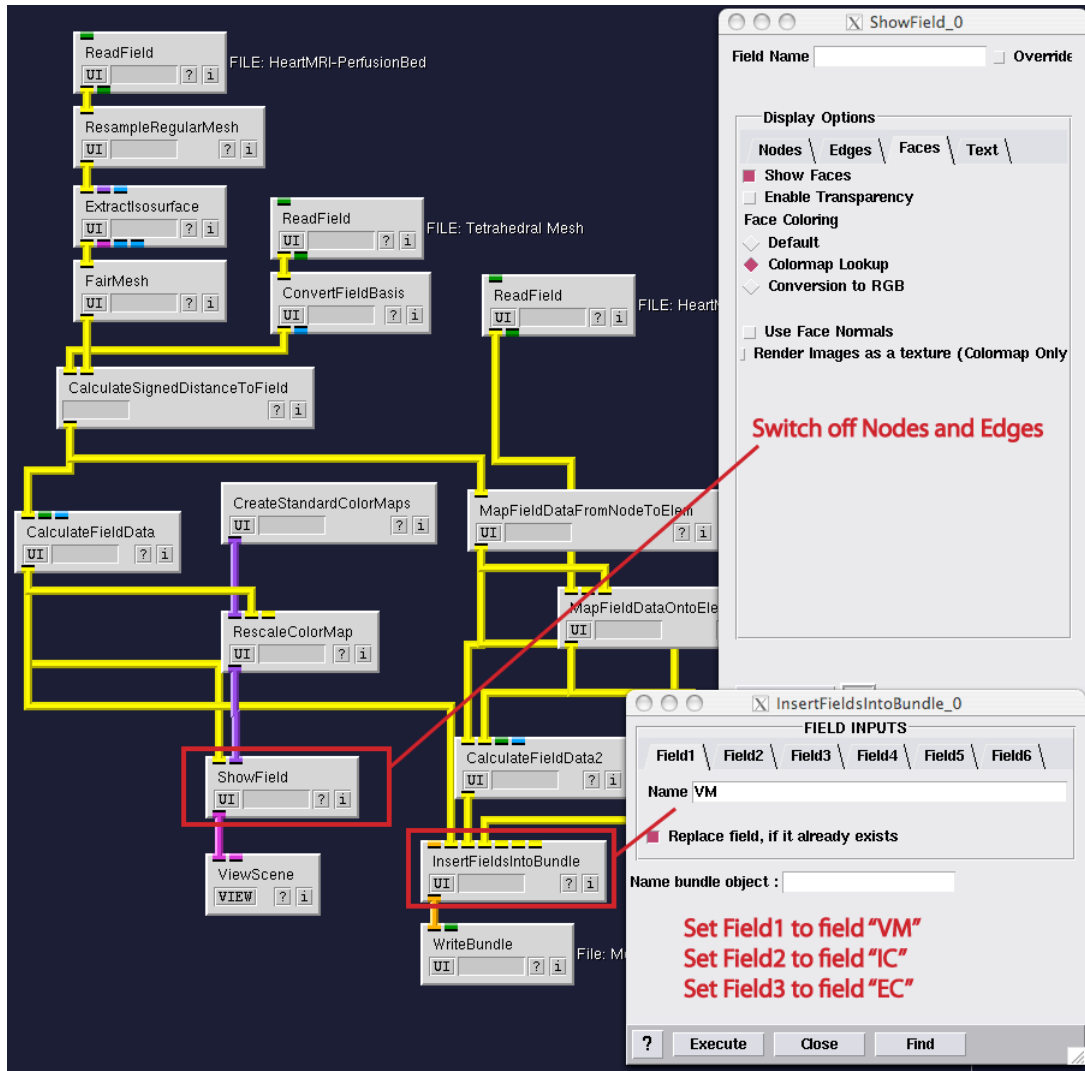 ReadField
UI ? i
FILE: HeartMRI-PerfusionBed
ResampleRegularMesh
UI ? i
ExtractIsosurface
UI ? i
FairMesh
UI ? i
ReadField
UI ? i
FILE: Tetrahedral Mesh
ConvertFieldBasis
UI ? i
ReadField
UI ? i
FILE:
CalculateSignedDistanceToField
? i
CalculateFieldData
UI ? i
CreateStandardColorMaps
UI ? i
MapFieldDataFromNodeToElem
UI ? i
RescaleColorMap
UI ? i
MapFieldDataOntoEle
UI
ShowField
UI ? i
CalculateFieldData2
UI ? i
ViewScene
VIEW ? i
InsertFieldsIntoBundle
UI ? i
WriteBundle
UI ? i
File:
X ShowField_0
Field Name Override
Display Options
Nodes \ Edges \ Faces \ Text \
Show Faces
Enable Transparency
Face Coloring
Default
Colormap Lookup
Conversion to RGB
Use Face Normals
Render Images as a texture (Colormap Only
Switch off Nodes and Edges
X InsertFieldsIntoBundle_0
FIELD INPUTS
Field1 \ Field2 \ Field3 \ Field4 \ Field5 \ Field6 \
Name VM
Replace field, if it already exists
Name bundle object :
Set Field1 to field “VM”
Set Field2 to field “IC”
Set Field3 to field “EC”
? Execute Close Find